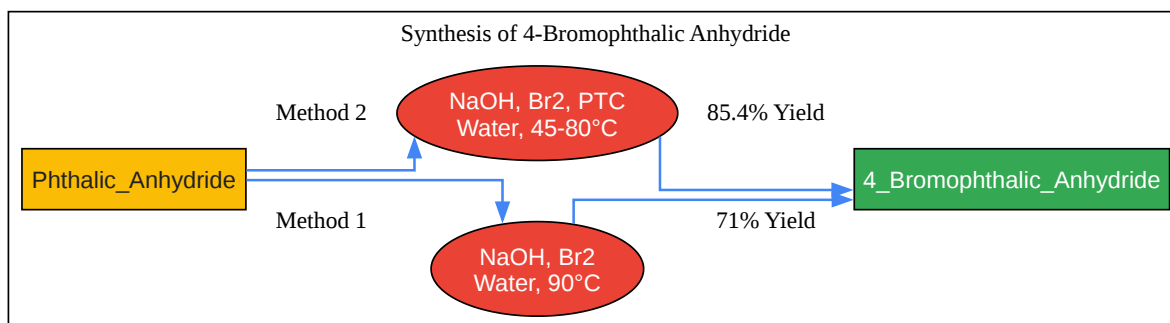 Synthesis of 4-Bromophthalic Anhydride
Method 2
NaOH, Br2, PTC
Water, 45-80°C
85.4% Yield
Phthalic_Anhydride
4_Bromophthalic_Anhydride
Method 1
71% Yield
NaOH, Br2
Water, 90°C